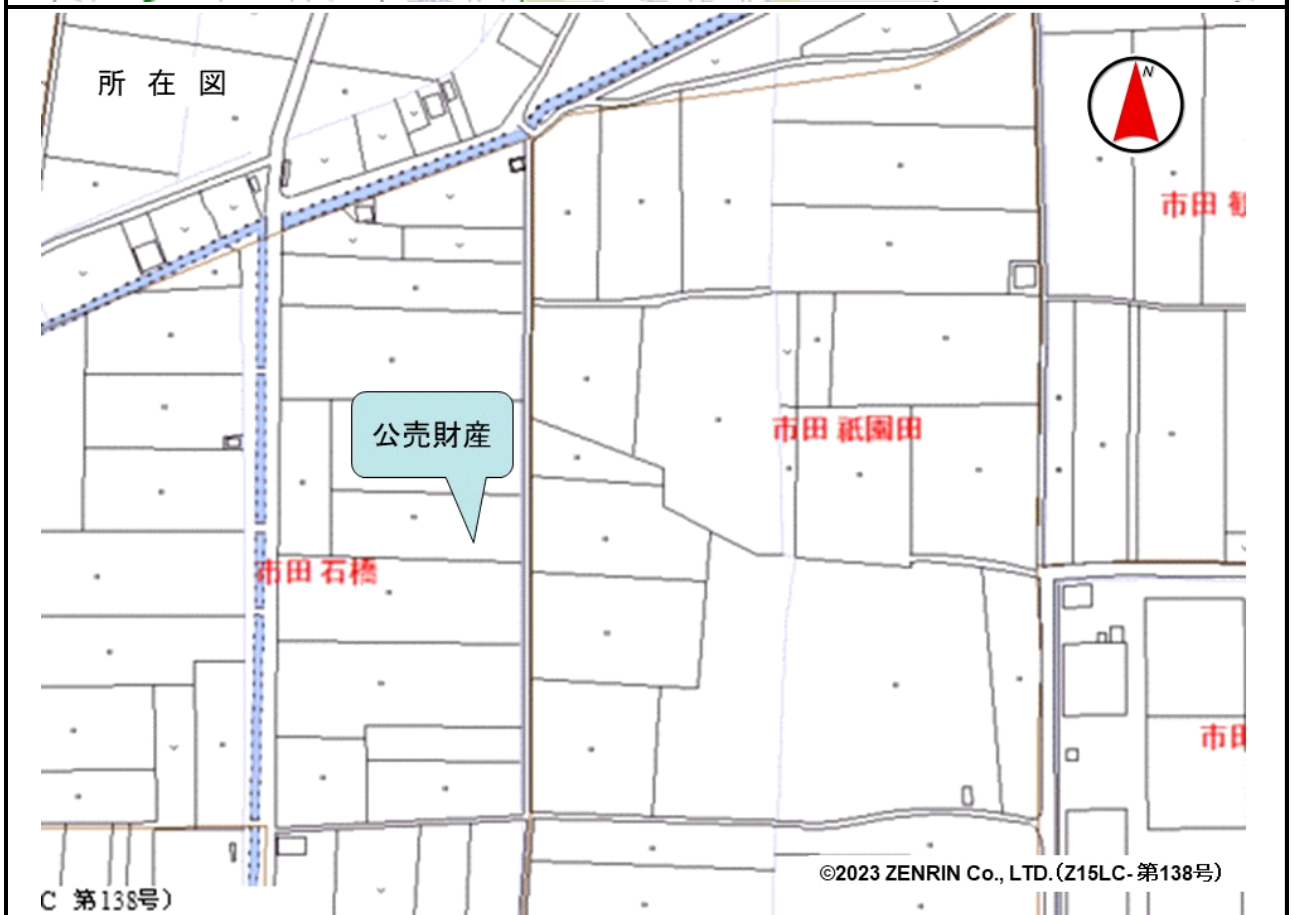 所在図
N
市田 勧
公売財産
市田 祇園田
市田 石橋
市田
©2023 ZENRIN Co., LTD.（Z15LC- 第138号）
C 第138号）